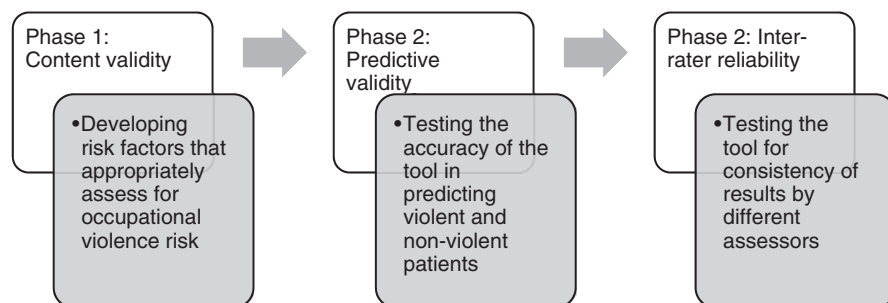 Phase 1:
Content validity
•Developing
risk factors that
appropriately
assess for
occupational
violence risk
Phase 2:
Predictive
validity
•Testing the
accuracy of the
tool in
predicting
violent and
non-violent
patients
Phase 2: Inter-
rater reliability
•Testing the
tool for
consistency of
results by
different
assessors